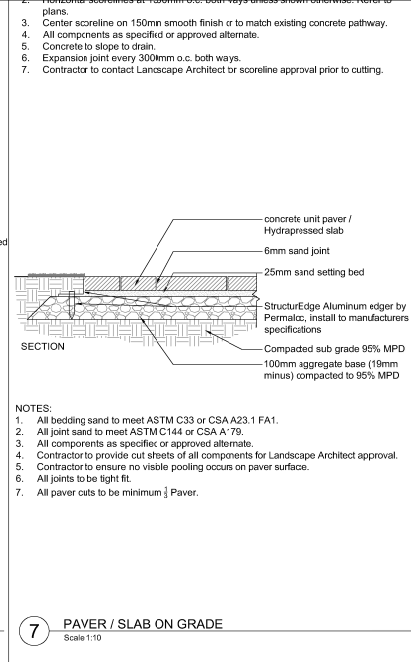 2. Horizontal scorelines at 1500mm o.c. both ways unless shown otherwise. Refer to
plans.
3. Center scoreline on 150mm smooth finish or to match existing concrete pathway.
4. All components as specified or approved alternate.
5. Concrete to slope to drain.
6. Expansion joint every 3000mm o.c. both ways.
7. Contractor to contact Landscape Architect for scoreline approval prior to cutting.
ed
concrete unit paver /
Hydrapressed slab
6mm sand joint
25mm sand setting bed
StructurEdge Aluminum edger by
Permaloc, install to manufacturers
specifications
Compacted sub grade 95% MPD
100mm aggregate base (19mm
minus) compacted to 95% MPD
SECTION
NOTES:
1. All bedding sand to meet ASTM C33 or CSA A23.1 FA1.
2. All joint sand to meet ASTM C144 or CSA A179.
3. All components as specified or approved alternate.
4. Contractor to provide cut sheets of all components for Landscape Architect approval.
5. Contractor to ensure no visible pooling occurs on paver surface.
6. All joints to be tight fit.
7. All paver cuts to be minimum ⅓ Paver.
7 PAVER / SLAB ON GRADE
Scale 1:10